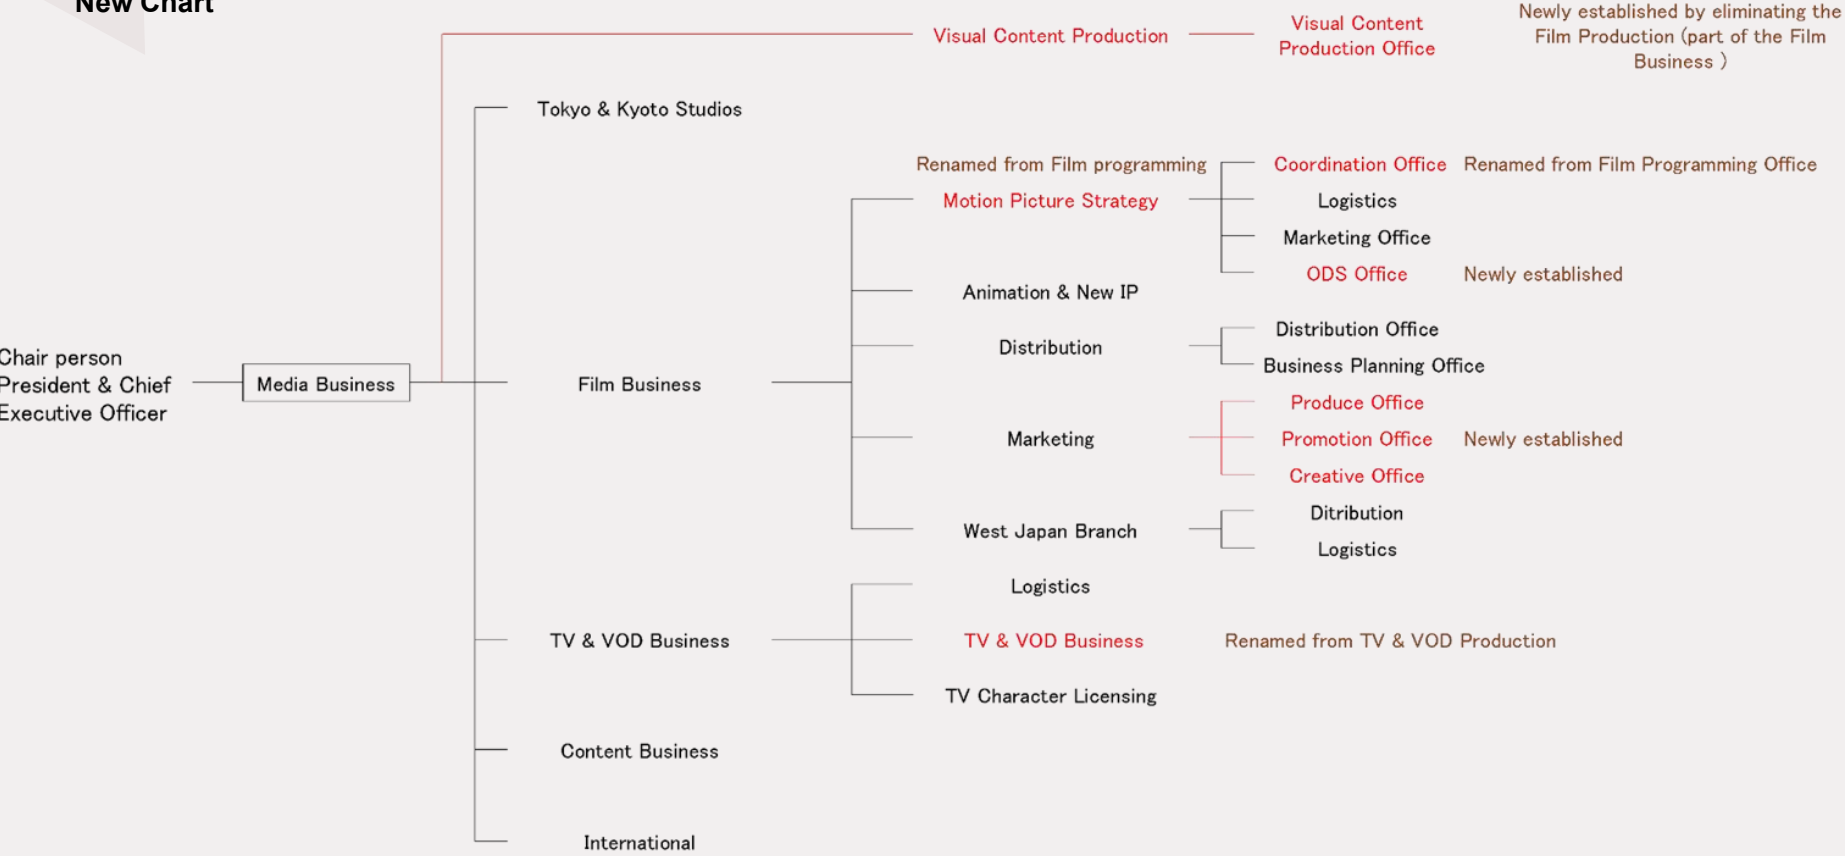 New Chart
Visual Content Production
Visual Content
Production Office
Newly established by eliminating the
Film Production (part of the Film
Business )
Tokyo & Kyoto Studios
Renamed from Film programming
Coordination Office
Renamed from Film Programming Office
Motion Picture Strategy
Logistics
Marketing Office
ODS Office
Newly established
Animation & New IP
Distribution
Distribution Office
Business Planning Office
Chair person
President & Chief
Executive Officer
Media Business
Film Business
Produce Office
Marketing
Promotion Office
Newly established
Creative Office
West Japan Branch
Ditribution
Logistics
Logistics
TV & VOD Business
TV & VOD Business
Renamed from TV & VOD Production
TV Character Licensing
Content Business
International